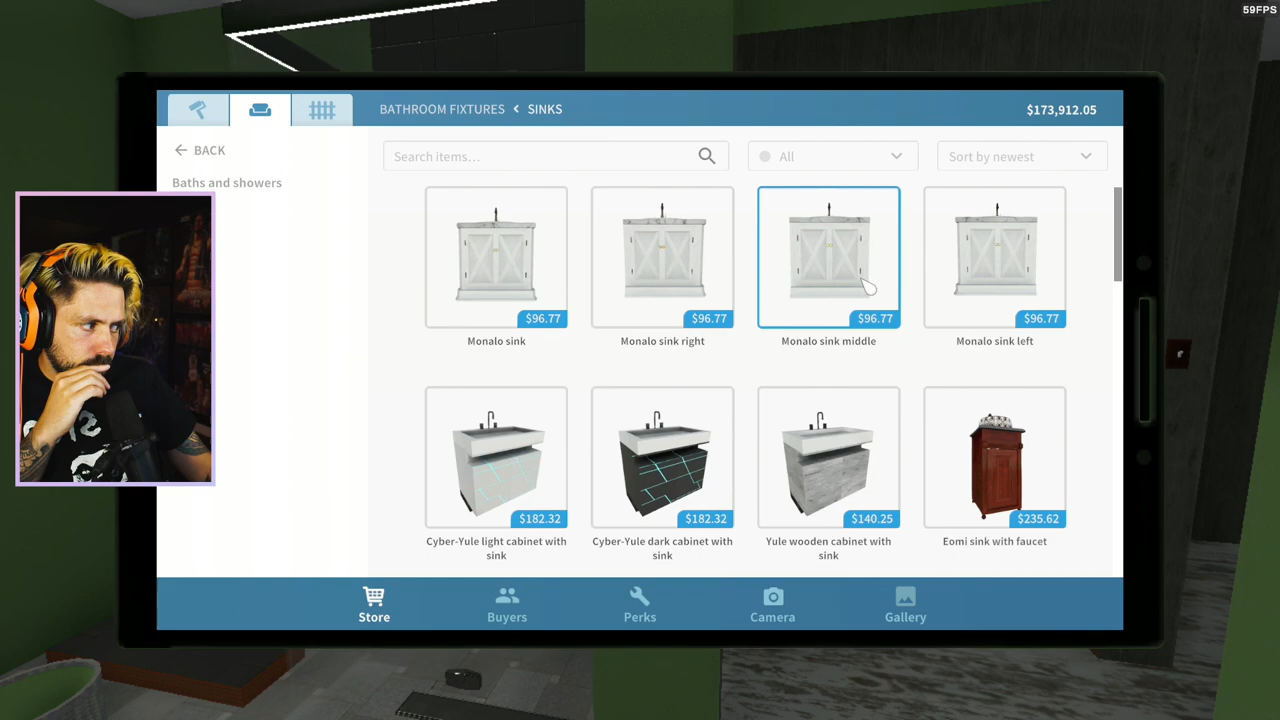 59FPS
BATHROOM FIXTURES < SINKS
$173,912.05
BACK
Search items...
All
Sort by newest
Baths and showers
$96.77
$96.77
$96.77
$96.77
Monalo sink
Monalo sink right
Monalo sink middle
Monalo sink left
$182.32
$182.32
$140.25
$235.62
Cyber-Yule light cabinet with
sink
Cyber-Yule dark cabinet with
sink
Yule wooden cabinet with
sink
Eomi sink with faucet
Store
Buyers
Perks
Camera
Gallery